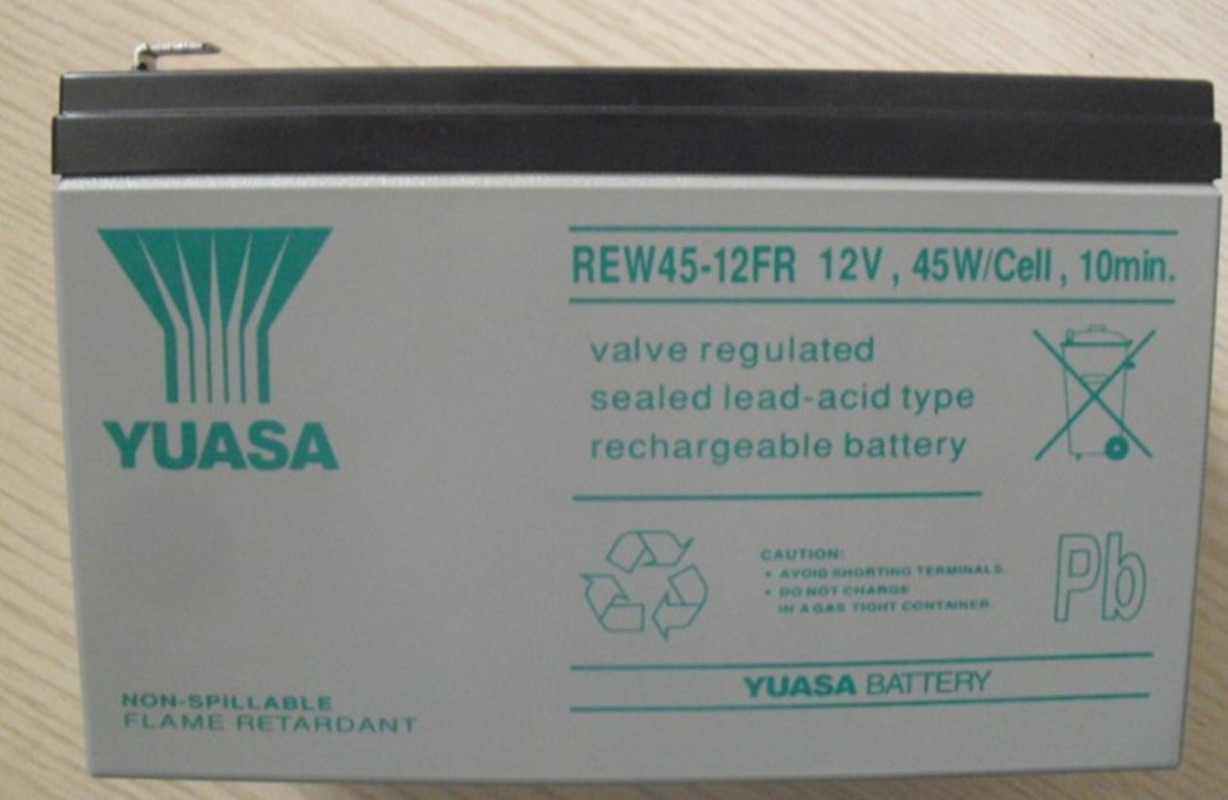 YUASA
REW45-12FR 12V, 45W/Cell, 10min.
valve regulated
sealed lead-acid type
rechargeable battery
CAUTION:
• AVOID SHORTING TERMINALS.
• DO NOT CHARGE
IN A GAS TIGHT CONTAINER.
Pb
YUASA BATTERY
NON-SPILLABLE
FLAME RETARDANT